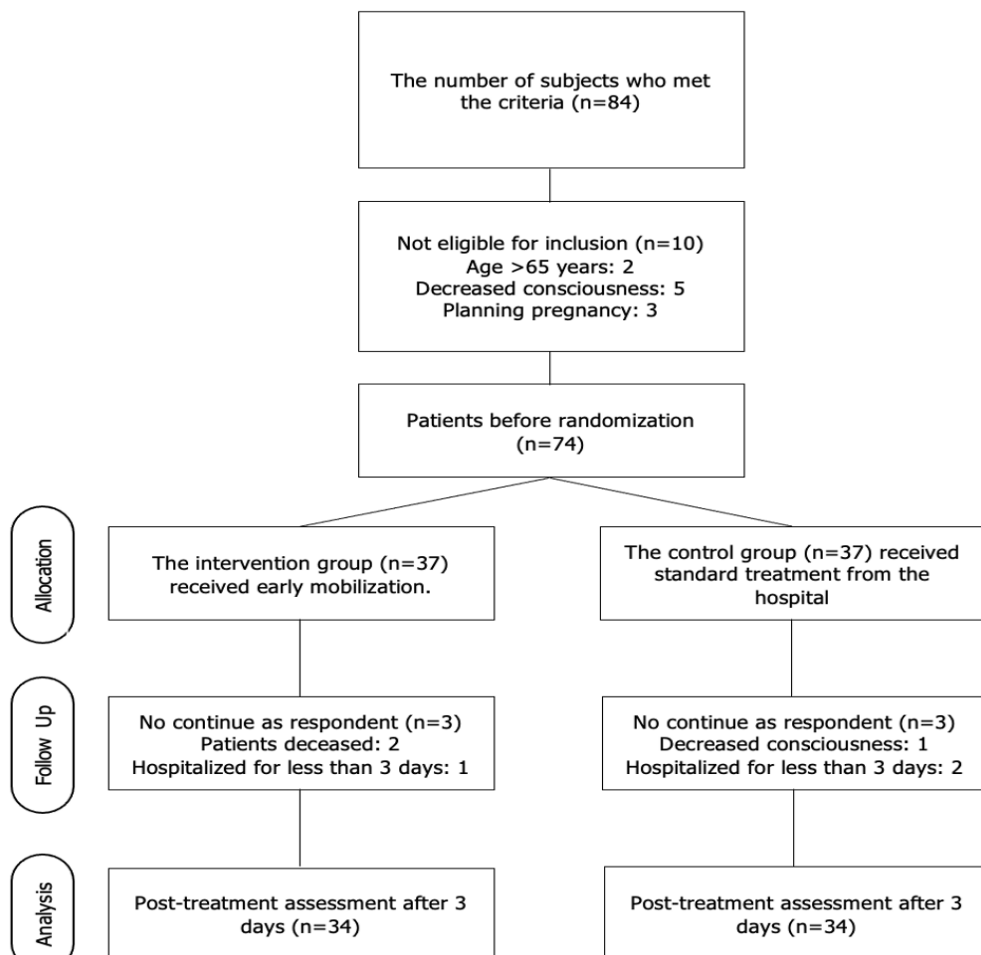 The number of subjects who met
the criteria (n=84)
Not eligible for inclusion (n=10)
Age >65 years: 2
Decreased consciousness: 5
Planning pregnancy: 3
Patients before randomization
(n=74)
Allocation
The intervention group (n=37)
received early mobilization.
The control group (n=37) received
standard treatment from the
hospital
Follow Up
No continue as respondent (n=3)
Patients deceased: 2
Hospitalized for less than 3 days: 1
No continue as respondent (n=3)
Decreased consciousness: 1
Hospitalized for less than 3 days: 2
Analysis
Post-treatment assessment after 3
days (n=34)
Post-treatment assessment after 3
days (n=34)